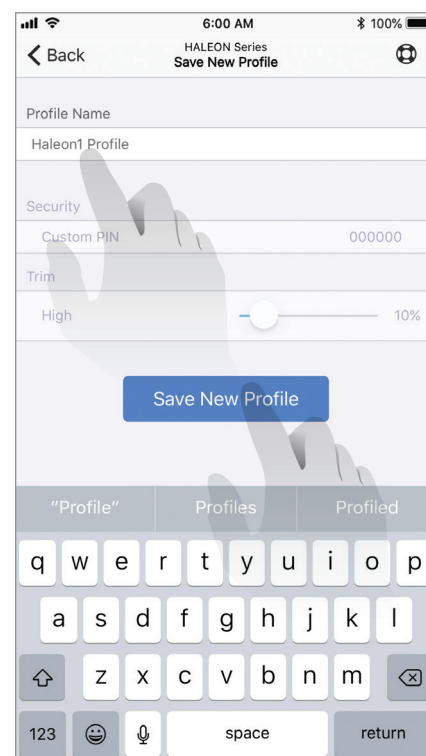 6:00 AM 100%
Back
HALEON Series
Save New Profile
Profile Name
Haleon1 Profile
Security
Custom PIN 000000
Trim
High 10%
Save New Profile
“Profile” Profiles Profiled
q w e r t y u i o p
a s d f g h j k l
z x c v b n m
123 space return